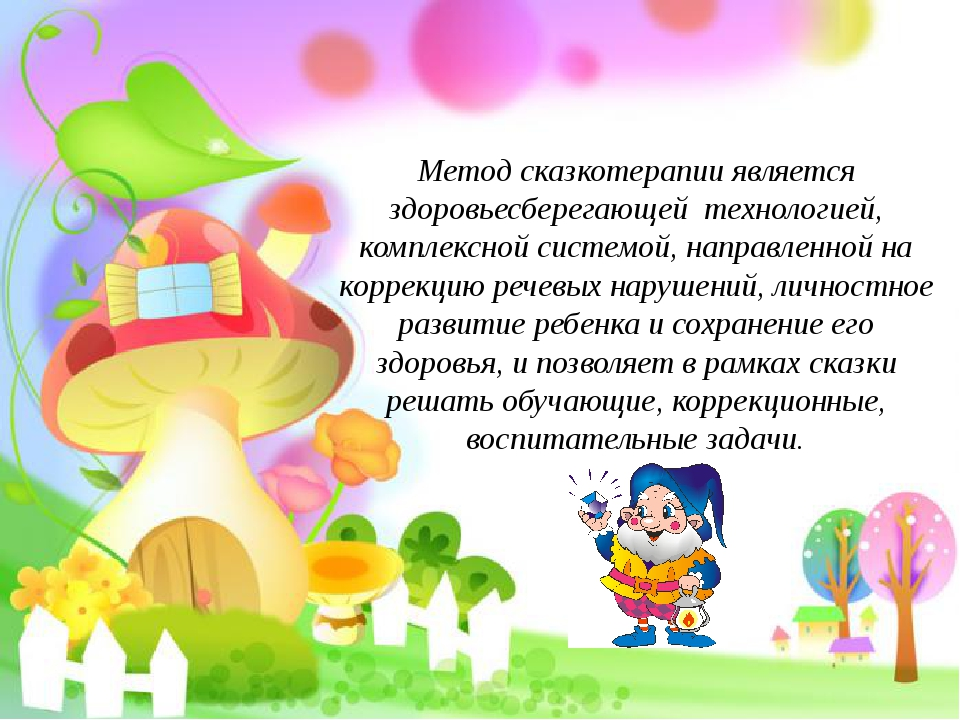 Метод сказкотерапии является
здоровьесберегающей технологией,
комплексной системой, направленной на
коррекцию речевых нарушений, личностное
развитие ребенка и сохранение его
здоровья, и позволяет в рамках сказки
решать обучающие, коррекционные,
воспитательные задачи.